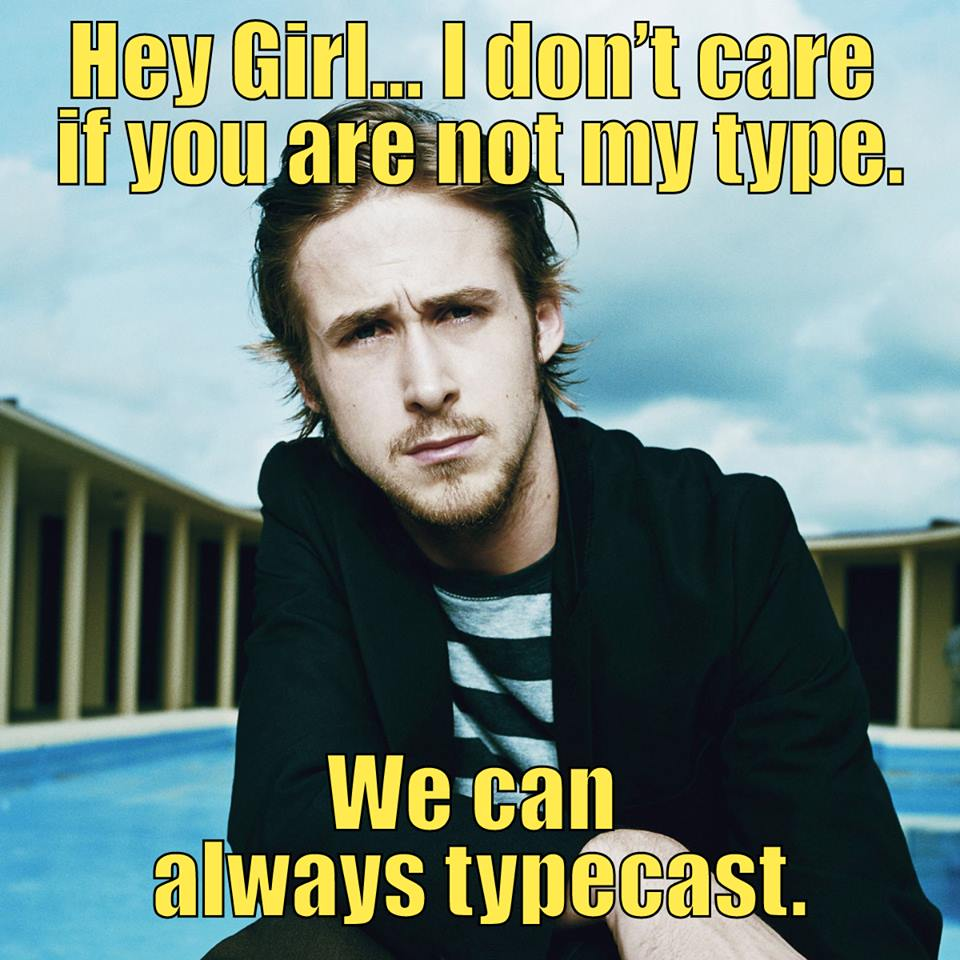 Hey Girl... I don't care
if you are not my type.
We can
always typecast.